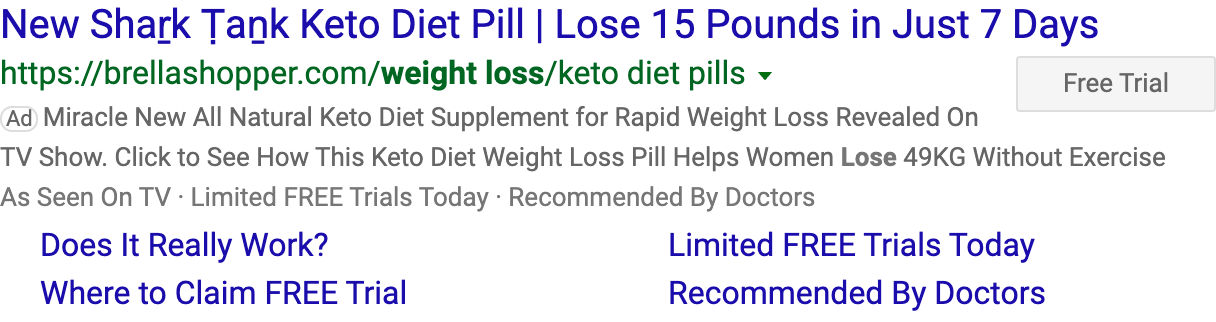 New Shaṟk Ṭaṉk Keto Diet Pill | Lose 15 Pounds in Just 7 Days
https://brellashopper.com/weight loss/keto diet pills
Free Trial
Ad Miracle New All Natural Keto Diet Supplement for Rapid Weight Loss Revealed On
TV Show. Click to See How This Keto Diet Weight Loss Pill Helps Women Lose 49KG Without Exercise
As Seen On TV · Limited FREE Trials Today · Recommended By Doctors
Does It Really Work?
Limited FREE Trials Today
Where to Claim FREE Trial
Recommended By Doctors